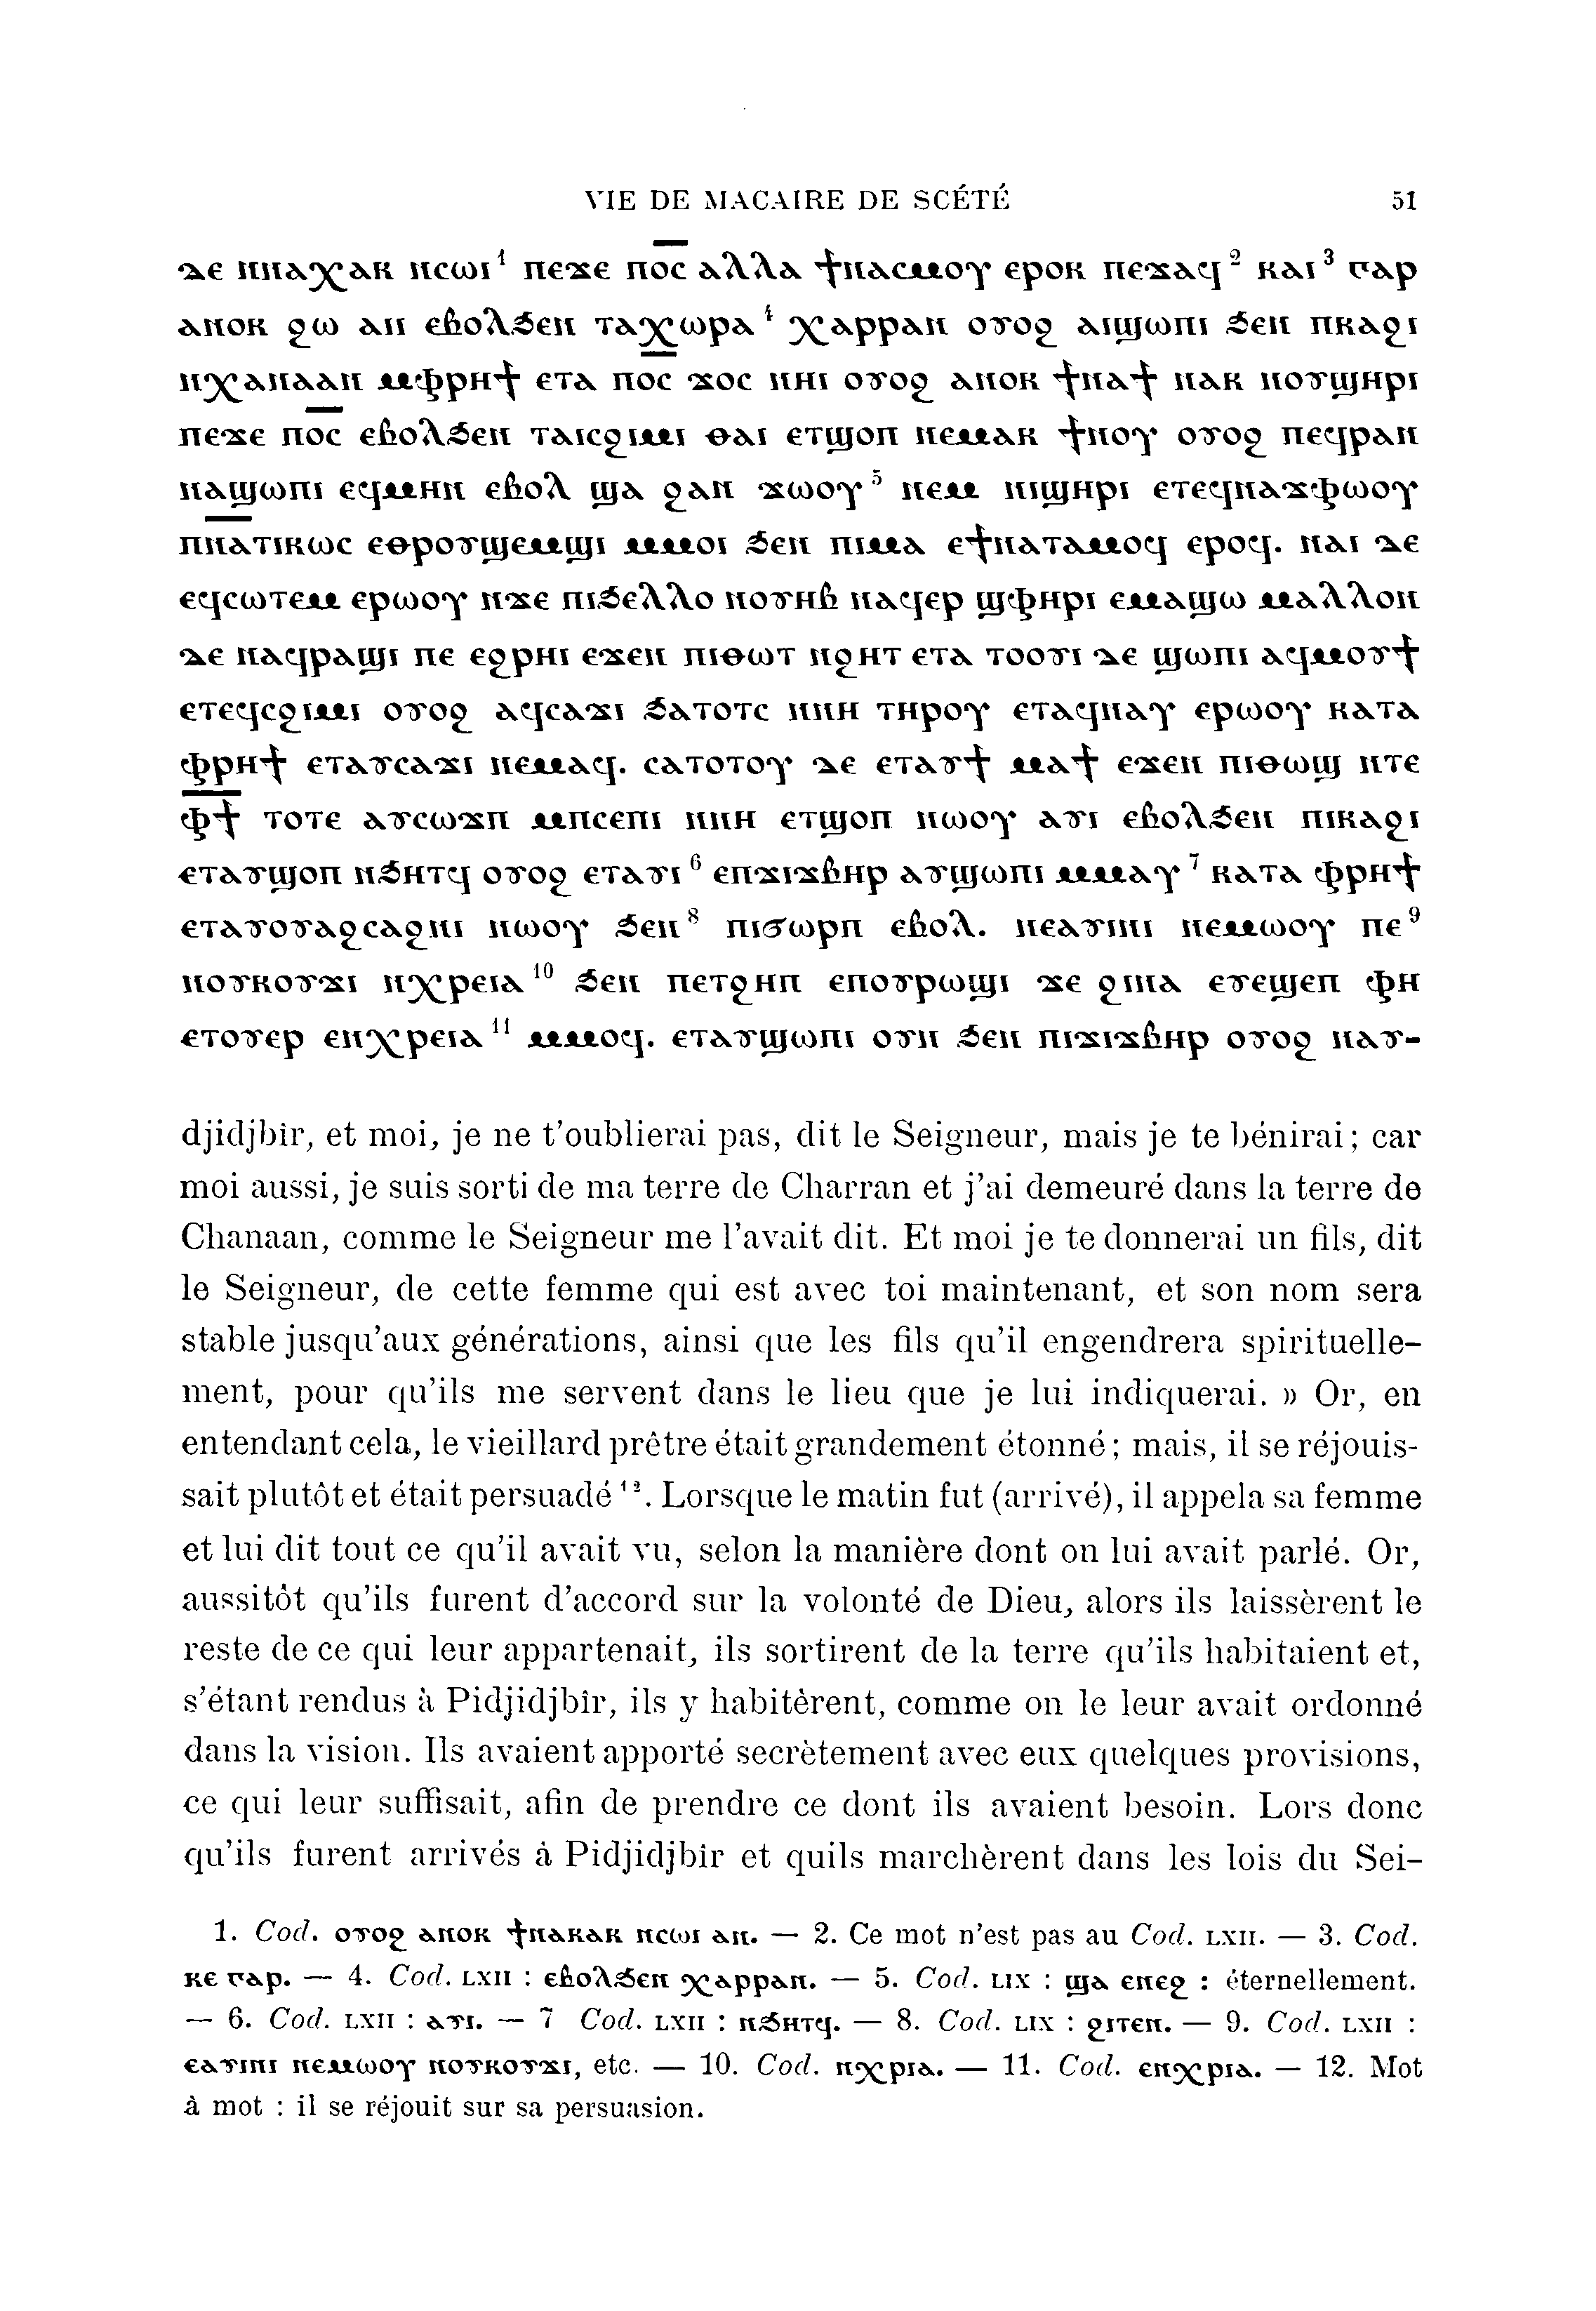 VIE DE MACAIRE DE SCÉTÉ 51
ϫⲉ ⲛⲛⲁⲭⲁⲕ ⲛⲥⲱⲓ¹ ⲡⲉϫⲉ ⲡⲟ̅ⲥ̅ ⲁⲗⲗⲁ ϯⲛⲁⲥⲙⲟⲩ ⲉⲣⲟⲕ ⲡⲉϫⲁϥ² ⲕⲁⲓ³ ⲅⲁⲣ
ⲁⲛⲟⲕ ϩⲱ ⲁⲓⲓ ⲉⲃⲟⲗϧⲉⲛ ⲧⲁⲭⲱⲣⲁ⁴ ⲭⲁⲣⲣⲁⲛ ⲟⲩⲟϩ ⲁⲓϣⲱⲡⲓ ϧⲉⲛ ⲡⲕⲁϩⲓ
ⲛⲭⲁⲛⲁⲁⲛ ⲙⲫⲣⲏϯ ⲉⲧⲁ ⲡⲟ̅ⲥ̅ ϫⲟⲥ ⲛⲏⲓ ⲟⲩⲟϩ ⲁⲛⲟⲕ ϯⲛⲁϯ ⲛⲁⲕ ⲛⲟⲩϣⲏⲣⲓ
ⲡⲉϫⲉ ⲡⲟ̅ⲥ̅ ⲉⲃⲟⲗϧⲉⲛ ⲧⲁⲓⲥϩⲓⲙⲓ ⲑⲁⲓ ⲉⲧϣⲟⲡ ⲛⲉⲙⲁⲕ ϯⲛⲟⲩ ⲟⲩⲟϩ ⲡⲉϥⲣⲁⲛ
ⲛⲁϣⲱⲡⲓ ⲉϥⲙⲏⲛ ⲉⲃⲟⲗ ϣⲁ ϩⲁⲛ ϫⲱⲟⲩ⁵ ⲛⲉⲙ ⲛⲓϣⲏⲣⲓ ⲉⲧⲉϥⲛⲁϫⲫⲱⲟⲩ
ⲡ̅ⲛ̅ⲁ̅ⲧⲓⲕⲱⲥ ⲉⲑⲣⲟⲩϣⲉⲙϣⲓ ⲙⲙⲟⲓ ϧⲉⲛ ⲡⲓⲙⲁ ⲉϯⲛⲁⲧⲁⲙⲟϥ ⲉⲣⲟϥ. ⲛⲁⲓ ⲇⲉ
ⲉϥⲥⲱⲧⲉⲙ ⲉⲣⲱⲟⲩ ⲛϫⲉ ⲡⲓϧⲉⲗⲗⲟ ⲛⲟⲩⲏⲃ ⲛⲁϥⲉⲣ ϣⲫⲏⲣⲓ ⲉⲙⲁϣⲱ ⲙⲁⲗⲗⲟⲛ
ⲇⲉ ⲛⲁϥⲣⲁϣⲓ ⲡⲉ ⲉϩⲣⲏⲓ ⲉϫⲉⲛ ⲡⲓⲑⲱⲧ ⲛϩⲏⲧ ⲉⲧⲁ ⲧⲟⲟⲩⲓ ⲇⲉ ϣⲱⲡⲓ ⲁϥⲙⲟⲩϯ
ⲉⲧⲉϥⲥϩⲓⲙⲓ ⲟⲩⲟϩ ⲁϥⲥⲁϫⲓ ϧⲁⲧⲟⲧⲥ ⲛⲛⲏ ⲧⲏⲣⲟⲩ ⲉⲧⲁϥⲛⲁⲩ ⲉⲣⲱⲟⲩ ⲕⲁⲧⲁ
ⲫⲣⲏϯ ⲉⲧⲁⲩⲥⲁϫⲓ ⲛⲉⲙⲁϥ. ⲥⲁⲧⲟⲧⲟⲩ ⲇⲉ ⲉⲧⲁⲩϯ ⲙⲁϯ ⲉϫⲉⲛ ⲡⲓⲑⲱϣ ⲛⲧⲉ
ⲫ̅ϯ̅ ⲧⲟⲧⲉ ⲁⲩⲥⲱϫⲡ ⲙⲡⲥⲉⲡⲓ ⲛⲛⲏ ⲉⲧϣⲟⲡ ⲛⲱⲟⲩ ⲁⲩⲓ ⲉⲃⲟⲗϧⲉⲛ ⲡⲓⲕⲁϩⲓ
ⲉⲧⲁⲩϣⲟⲡ ⲛϧⲏⲧϥ ⲟⲩⲟϩ ⲉⲧⲁⲩⲓ⁶ ⲉⲡϫⲓϫⲃⲏⲣ ⲁⲩϣⲱⲡⲓ ⲙⲙⲁⲩ⁷ ⲕⲁⲧⲁ ⲫⲣⲏϯ
ⲉⲧⲁⲩⲟⲩⲁϩⲥⲁϩⲛⲓ ⲛⲱⲟⲩ ϧⲉⲛ⁸ ⲡⲓϭⲱⲣⲡ ⲉⲃⲟⲗ. ⲛⲉⲁⲩⲓⲛⲓ ⲛⲉⲙⲱⲟⲩ ⲡⲉ⁹
ⲛⲟⲩⲕⲟⲩϫⲓ ⲛⲭⲣⲉⲓⲁ¹⁰ ϧⲉⲛ ⲡⲉⲧϩⲏⲡ ⲉⲡⲟⲩⲣⲱϣⲓ ϫⲉ ϩⲓⲛⲁ ⲉⲩⲉϣⲉⲡ ⲫⲏ
ⲉⲧⲟⲩⲉⲣ ⲉⲛⲭⲣⲉⲓⲁ¹¹ ⲙⲙⲟϥ. ⲉⲧⲁⲩϣⲱⲡⲓ ⲟⲩⲛ ϧⲉⲛ ⲡⲓϫⲓϫⲃⲏⲣ ⲟⲩⲟϩ ⲛⲁⲩ-
djidjbîr, et moi, je ne t'oublierai pas, dit le Seigneur, mais je te bénirai; car
moi aussi, je suis sorti de ma terre de Charran et j'ai demeuré dans la terre de
Chanaan, comme le Seigneur me l'avait dit. Et moi je te donnerai un fils, dit
le Seigneur, de cette femme qui est avec toi maintenant, et son nom sera
stable jusqu'aux générations, ainsi que les fils qu'il engendrera spirituelle-
ment, pour qu'ils me servent dans le lieu que je lui indiquerai. » Or, en
entendant cela, le vieillard prêtre était grandement étonné; mais, il se réjouis-
sait plutôt et était persuadé¹². Lorsque le matin fut (arrivé), il appela sa femme
et lui dit tout ce qu'il avait vu, selon la manière dont on lui avait parlé. Or,
aussitôt qu'ils furent d'accord sur la volonté de Dieu, alors ils laissèrent le
reste de ce qui leur appartenait, ils sortirent de la terre qu'ils habitaient et,
s'étant rendus à Pidjidjbîr, ils y habitèrent, comme on le leur avait ordonné
dans la vision. Ils avaient apporté secrètement avec eux quelques provisions,
ce qui leur suffisait, afin de prendre ce dont ils avaient besoin. Lors donc
qu'ils furent arrivés à Pidjidjbîr et quils marchèrent dans les lois du Sei-
1. Cod. ⲟⲩⲟϩ ⲁⲛⲟⲕ ϯⲛⲁⲕⲁⲕ ⲛⲥⲱⲓ ⲁⲛ. — 2. Ce mot n'est pas au Cod. LXII. — 3. Cod.
ⲕⲉ ⲅⲁⲣ. — 4. Cod. LXII : ⲉⲃⲟⲗϧⲉⲛ ⲭⲁⲣⲣⲁⲛ. — 5. Cod. LIX : ϣⲁ ⲉⲛⲉϩ : éternellement.
— 6. Cod. LXII : ⲁⲩⲓ. — 7 Cod. LXII : ⲛϧⲏⲧϥ. — 8. Cod. LIX : ϩⲓⲧⲉⲛ. — 9. Cod. LXII :
ⲉⲁⲩⲓⲛⲓ ⲛⲉⲙⲱⲟⲩ ⲛⲟⲩⲕⲟⲩϫⲓ, etc. — 10. Cod. ⲛⲭⲣⲓⲁ. — 11. Cod. ⲉⲛⲭⲣⲓⲁ. — 12. Mot
à mot : il se réjouit sur sa persuasion.